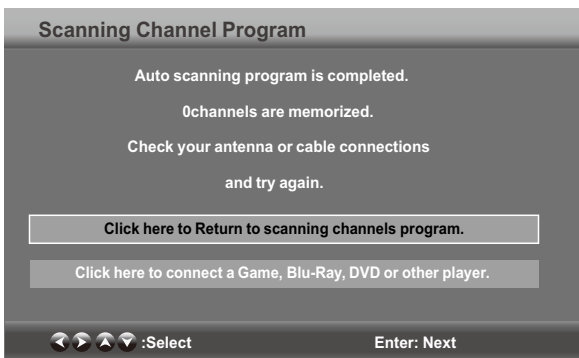 Scanning Channel Program
Auto scanning program is completed.
0channels are memorized.
Check your antenna or cable connections
and try again.
Click here to Return to scanning channels program.
Click here to connect a Game, Blu-Ray, DVD or other player.
:Select Enter: Next